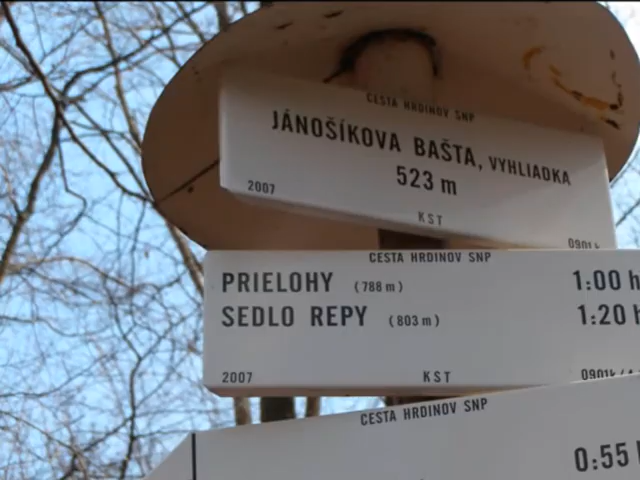 CESTA HRDINOV SNP
JÁNOŠÍKOVA BAŠTA, VYHLIADKA
523 m
2007 KST
CESTA HRDINOV SNP
PRIELOHY (788 m) 1:00 h
SEDLO REPY (803 m) 1:20 h
2007 KST
CESTA HRDINOV SNP
0:55